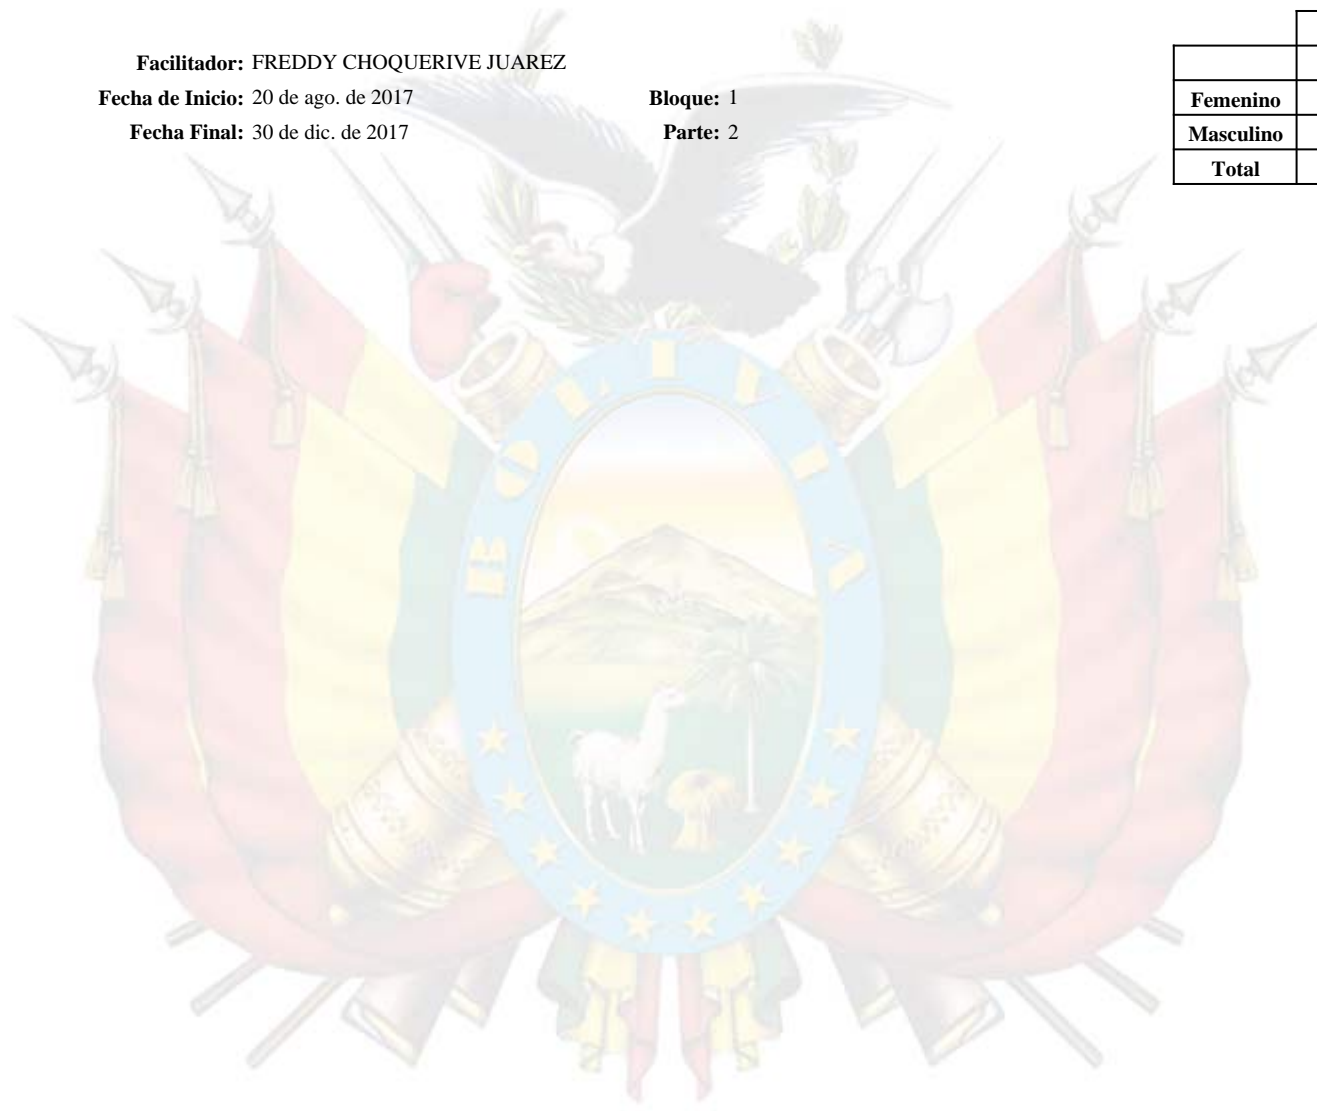 Facilitador: FREDDY CHOQUERIVE JUAREZ
Fecha de Inicio: 20 de ago. de 2017 Bloque: 1
Fecha Final: 30 de dic. de 2017 Parte: 2
Femenino
Masculino
Total
BOLIVIA